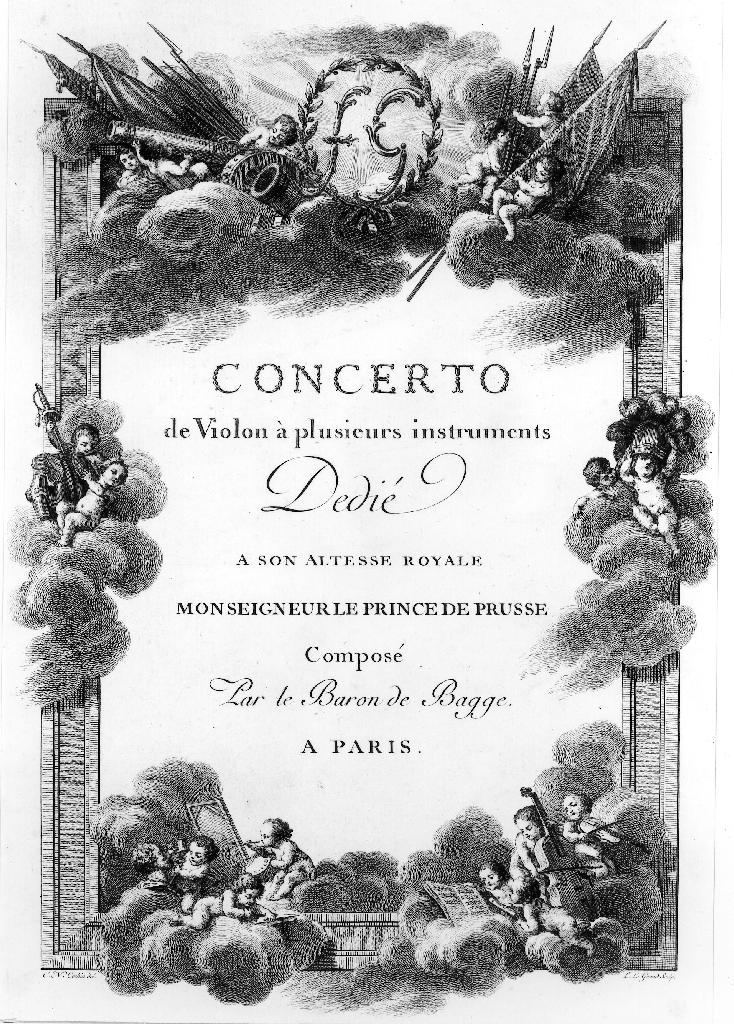 CONCERTO
de Violon à plusieurs instruments
Dedié
A SON ALTESSE ROYALE
MONSEIGNEUR LE PRINCE DE PRUSSE
Composé
Par le Baron de Bagge.
A PARIS.